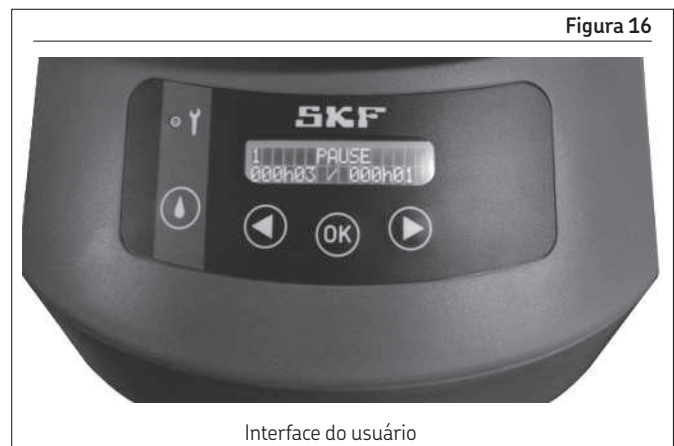 Figura 16
SKF
1 PAUSE
000h03 / 000h01
OK
Interface do usuário